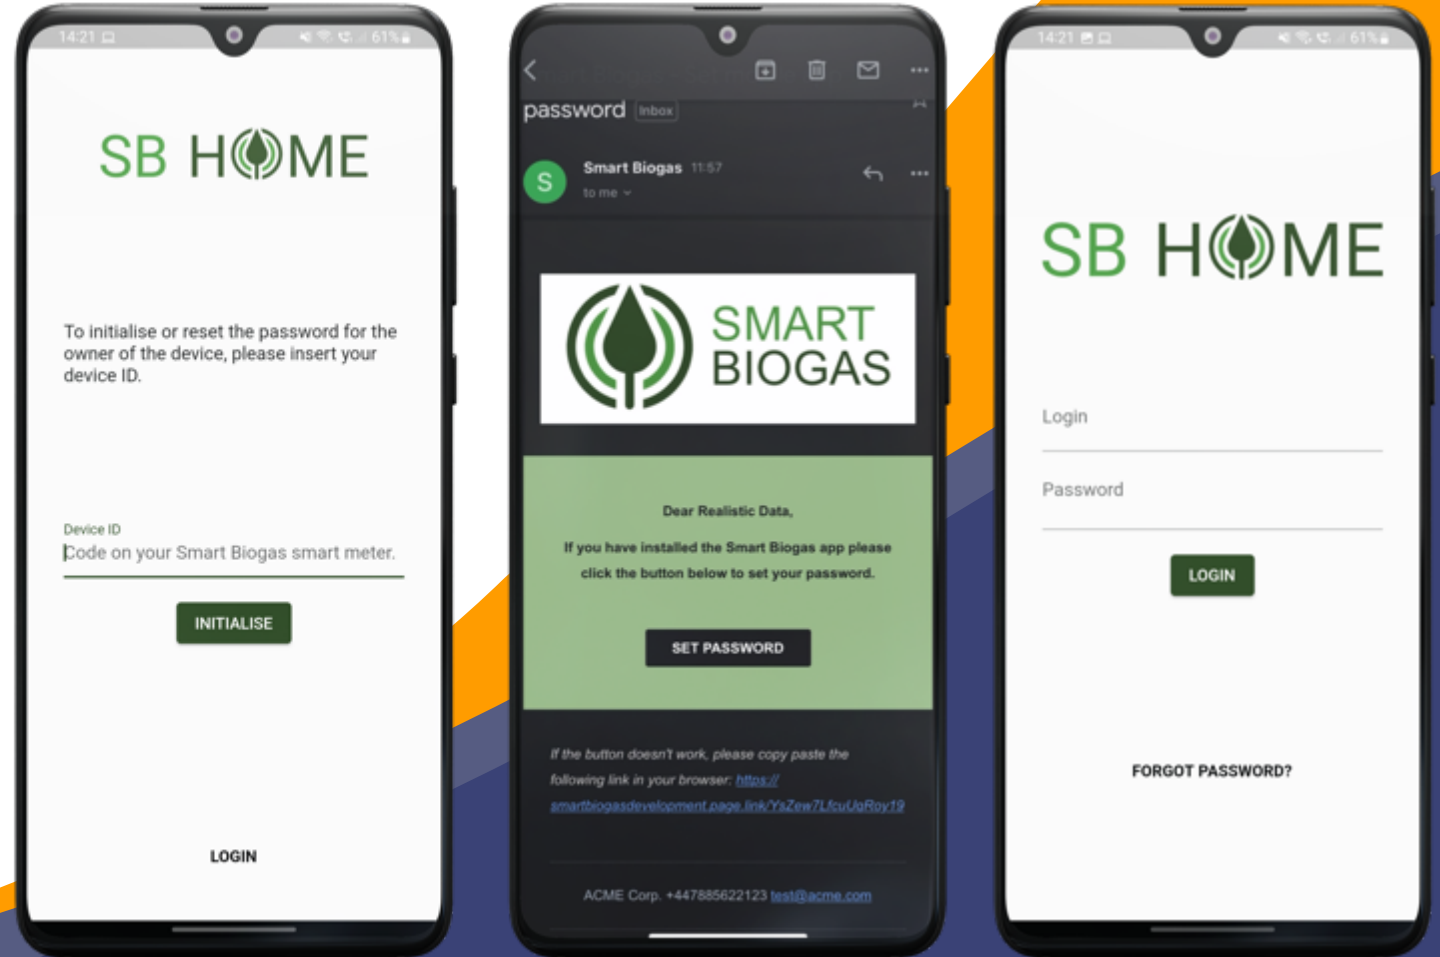 14:21
61%
SB HOME
To initialise or reset the password for the
owner of the device, please insert your
device ID.
Device ID
Code on your Smart Biogas smart meter.
INITIALISE
LOGIN
password Inbox
S
Smart Biogas 11:57
to me
SMART
BIOGAS
Dear Realistic Data,
If you have installed the Smart Biogas app please
click the button below to set your password.
SET PASSWORD
If the button doesn't work, please copy paste the
following link in your browser: https://
smartbiogasdevelopment.page.link/YsZew7LfcuUqRoy19
ACME Corp. +447885622123 test@acme.com
14:21
61%
SB HOME
Login
Password
LOGIN
FORGOT PASSWORD?